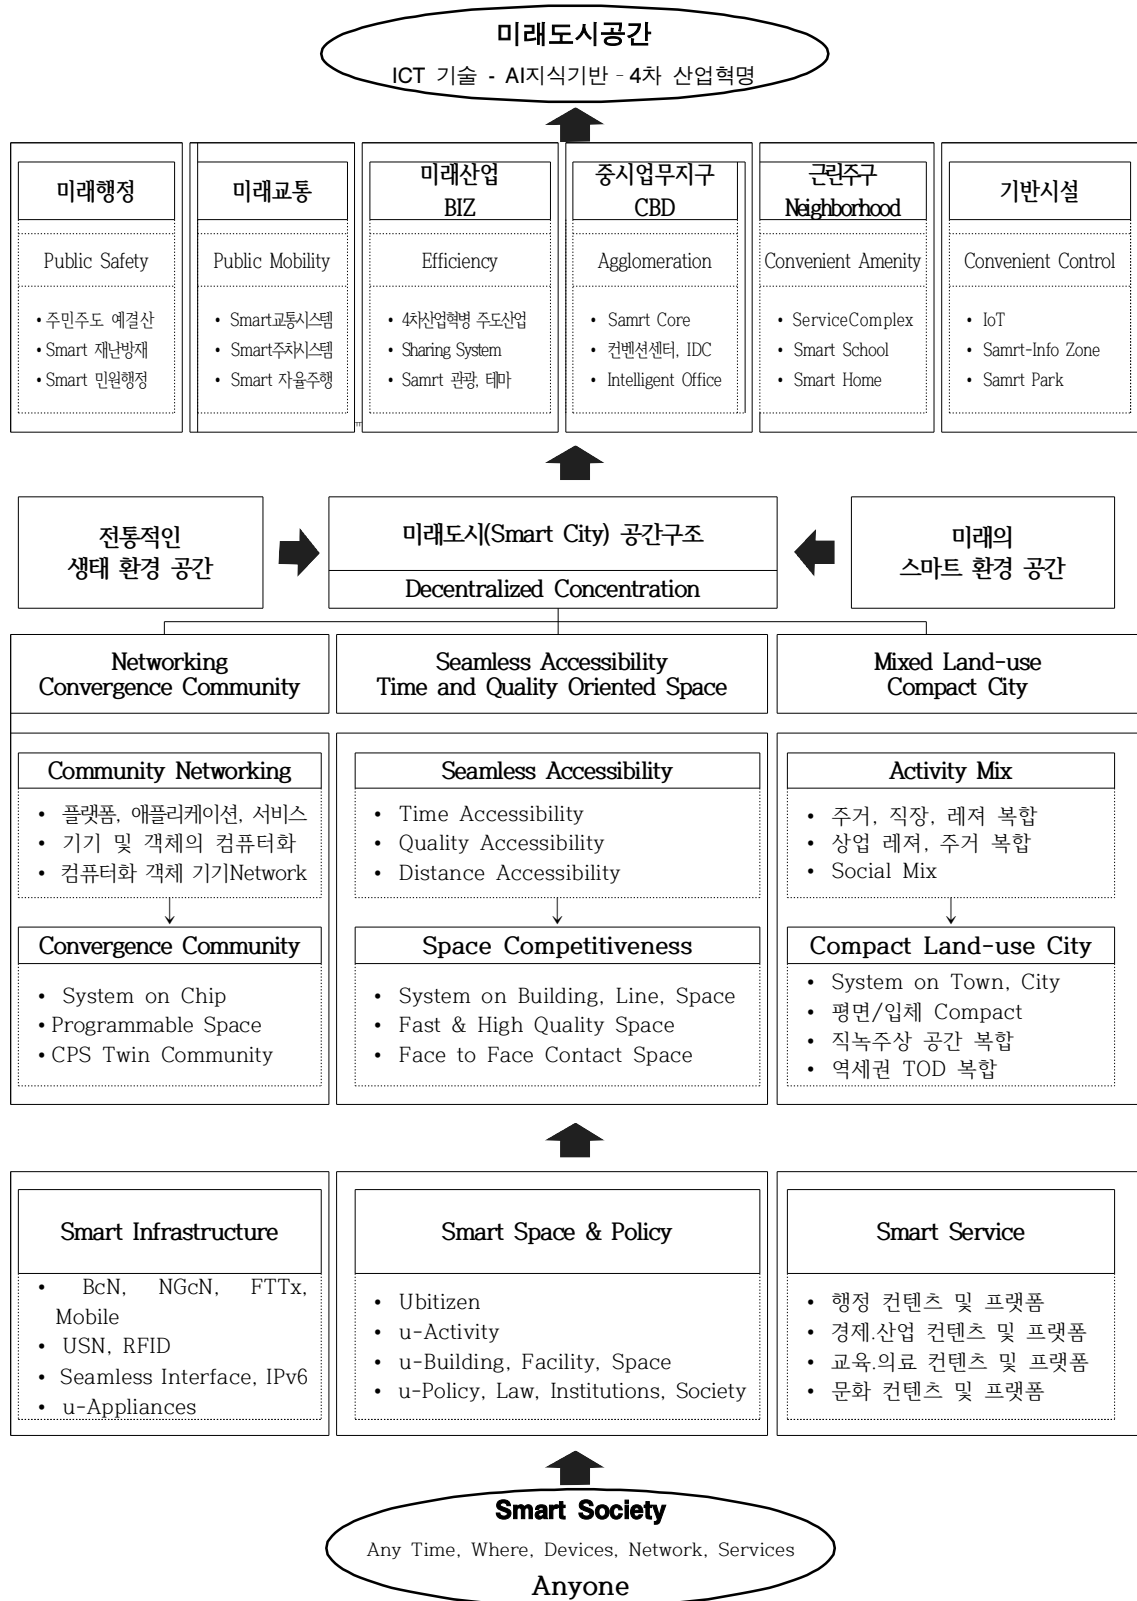 미래도시공간
ICT 기술 - AI지식기반 - 4차 산업혁명
미래행정
Public Safety
• 주민주도 예결산
• Smart 재난방재
• Smart 민원행정
미래교통
Public Mobility
• Smart교통시스템
• Smart주차시스템
• Smart 자율주행
미래산업
BIZ
Efficiency
• 4차산업혁병 주도산업
• Sharing System
• Samrt 관광, 테마
중시업무지구
CBD
Agglomeration
• Samrt Core
• 컨벤션센터, IDC
• Intelligent Office
근린주구
Neighborhood
Convenient Amenity
• ServiceComplex
• Smart School
• Smart Home
기반시설
Convenient Control
• IoT
• Samrt-Info Zone
• Samrt Park
전통적인
생태 환경 공간
미래도시(Smart City) 공간구조
Decentralized Concentration
미래의
스마트 환경 공간
Networking
Convergence Community
Seamless Accessibility
Time and Quality Oriented Space
Mixed Land-use
Compact City
Community Networking
• 플랫폼, 애플리케이션, 서비스
• 기기 및 객체의 컴퓨터화
• 컴퓨터화 객체 기기Network
Convergence Community
• System on Chip
• Programmable Space
• CPS Twin Community
Seamless Accessibility
• Time Accessibility
• Quality Accessibility
• Distance Accessibility
Space Competitiveness
• System on Building, Line, Space
• Fast & High Quality Space
• Face to Face Contact Space
Activity Mix
• 주거, 직장, 레져 복합
• 상업 레져, 주거 복합
• Social Mix
Compact Land-use City
• System on Town, City
• 평면/입체 Compact
• 직녹주상 공간 복합
• 역세권 TOD 복합
Smart Infrastructure
• BcN, NGcN, FTTx,
Mobile
• USN, RFID
• Seamless Interface, IPv6
• u-Appliances
Smart Space & Policy
• Ubitizen
• u-Activity
• u-Building, Facility, Space
• u-Policy, Law, Institutions, Society
Smart Service
• 행정 컨텐츠 및 프랫폼
• 경제.산업 컨텐츠 및 프랫폼
• 교육.의료 컨텐츠 및 프랫폼
• 문화 컨텐츠 및 프랫폼
Smart Society
Any Time, Where, Devices, Network, Services
Anyone